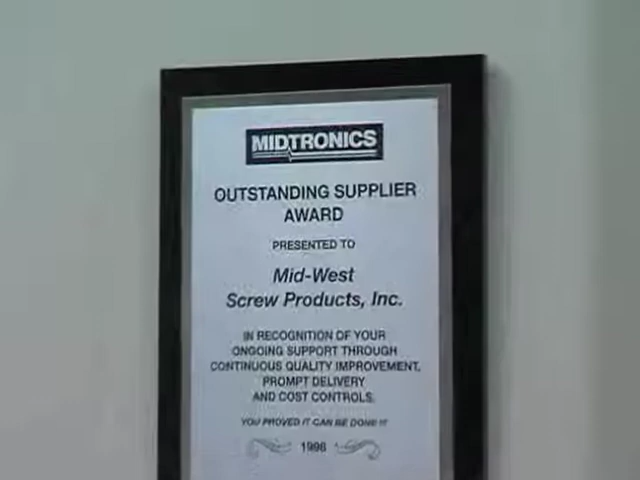 MIDTRONICS
OUTSTANDING SUPPLIER
AWARD
PRESENTED TO
Mid-West
Screw Products, Inc.
IN RECOGNITION OF YOUR
ONGOING SUPPORT THROUGH
CONTINUOUS QUALITY IMPROVEMENT,
PROMPT DELIVERY
AND COST CONTROLS.
YOU PROVED IT CAN BE DONE !!
1996